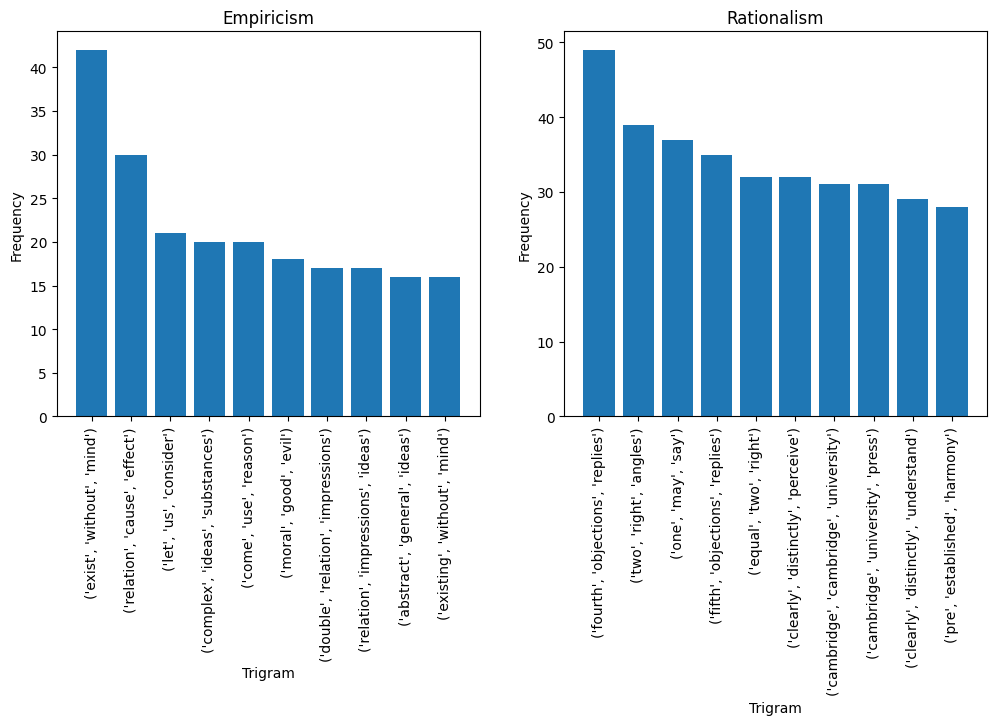 Empiricism
Frequency
40
35
30
25
20
15
10
5
0
('exist', 'without', 'mind')
('relation', 'cause', 'effect')
('let', 'us', 'consider')
('complex', 'ideas', 'substances')
('come', 'use', 'reason')
('moral', 'good', 'evil')
('double', 'relation', 'impressions')
('relation', 'impressions', 'ideas')
('abstract', 'general', 'ideas')
('existing', 'without', 'mind')
Trigram
Rationalism
Frequency
50
40
30
20
10
0
('fourth', 'objections', 'replies')
('two', 'right', 'angles')
('one', 'may', 'say')
('fifth', 'objections', 'replies')
('equal', 'two', 'right')
('clearly', 'distinctly', 'perceive')
('cambridge', 'cambridge', 'university')
('cambridge', 'university', 'press')
('clearly', 'distinctly', 'understand')
('pre', 'established', 'harmony')
Trigram